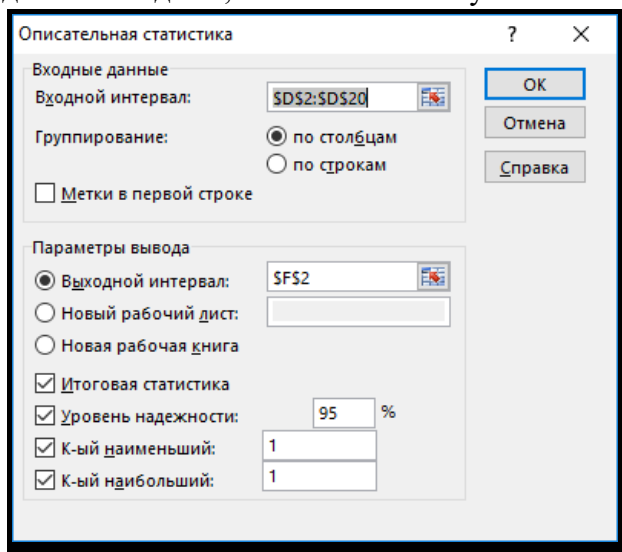 Описательная статистика ? ×
Входные данные
Входной интервал: $D$2:$D$20
Группирование: по столбцам
по строкам
Метки в первой строке
ОК
Отмена
Справка
Параметры вывода
Выходной интервал: $F$2
Новый рабочий лист:
Новая рабочая книга
Итоговая статистика
Уровень надежности: 95 %
К-ый наименьший: 1
К-ый наибольший: 1